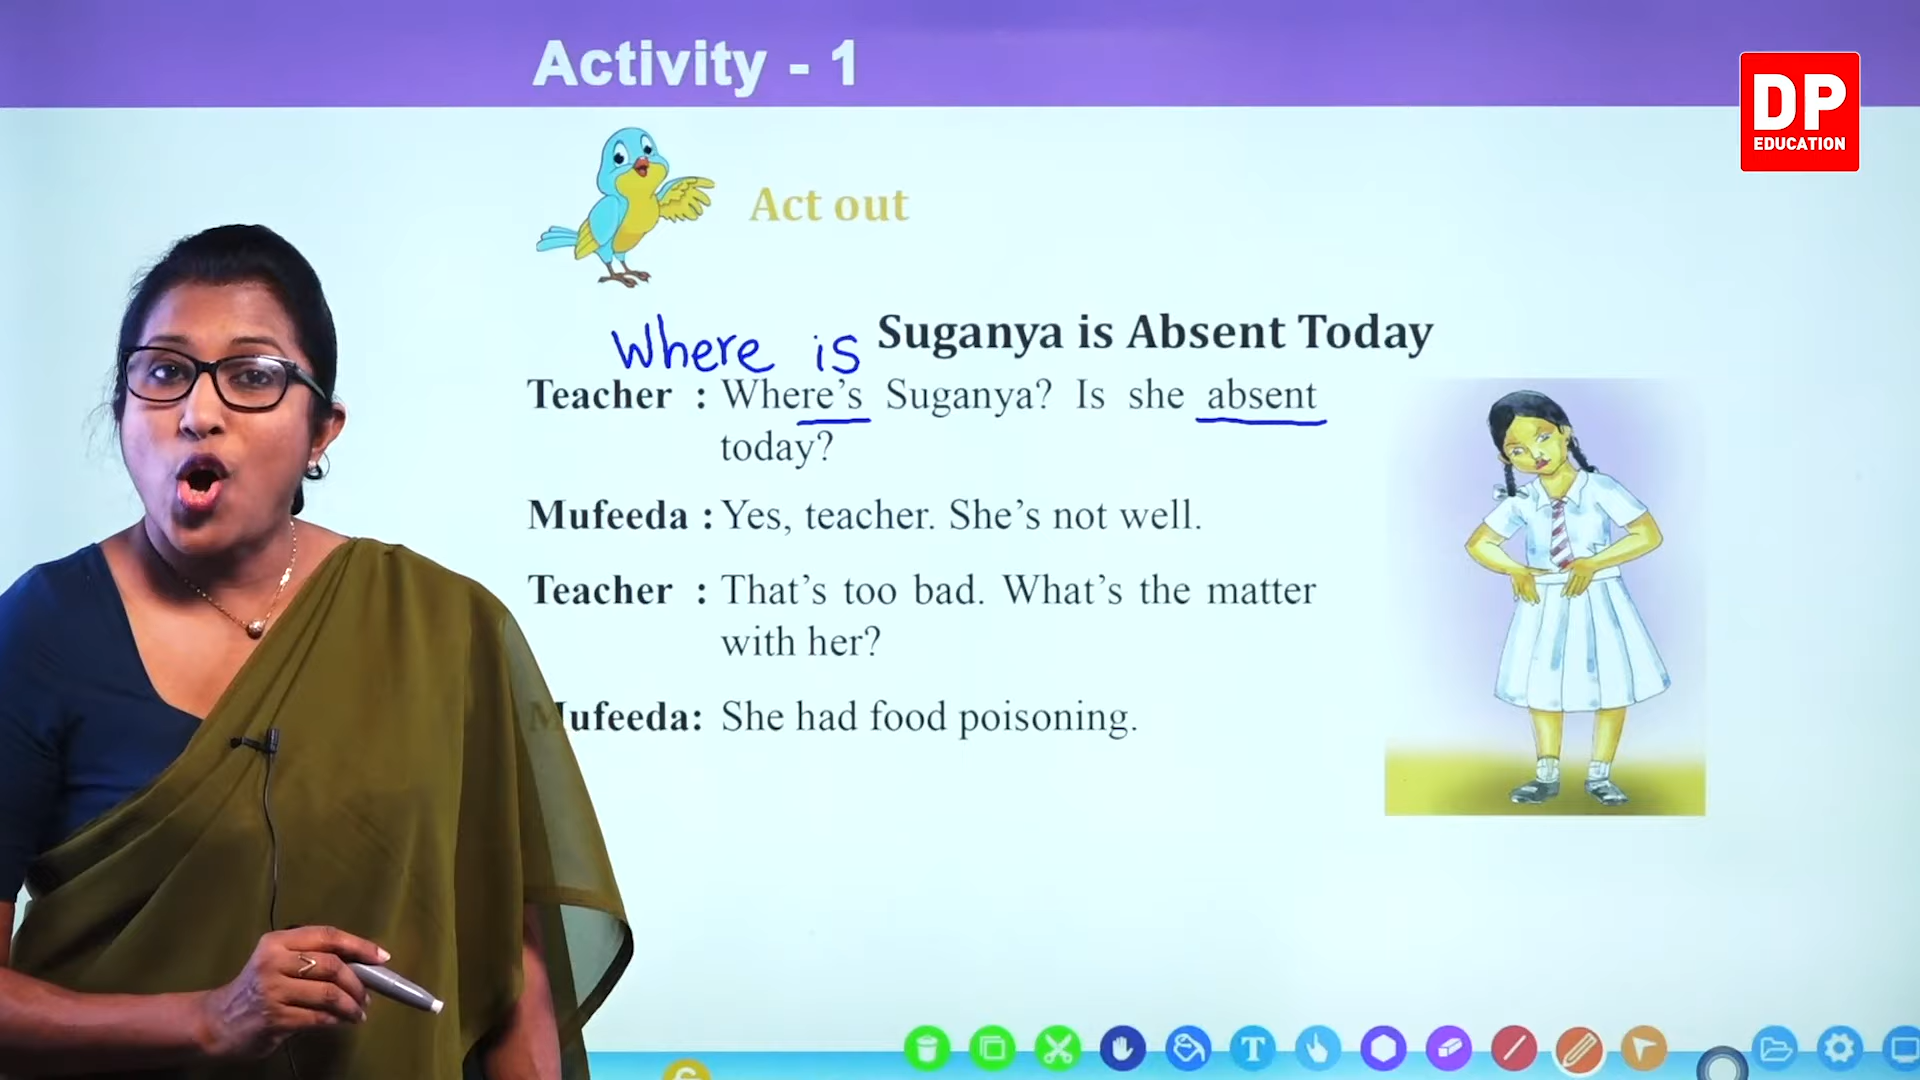 Activity - 1
DP
EDUCATION
Act out
Where is
Suganya is Absent Today
Teacher : Where's Suganya? Is she absent
today?
Mufeeda : Yes, teacher. She's not well.
Teacher : That's too bad. What's the matter
with her?
Mufeeda: She had food poisoning.
T